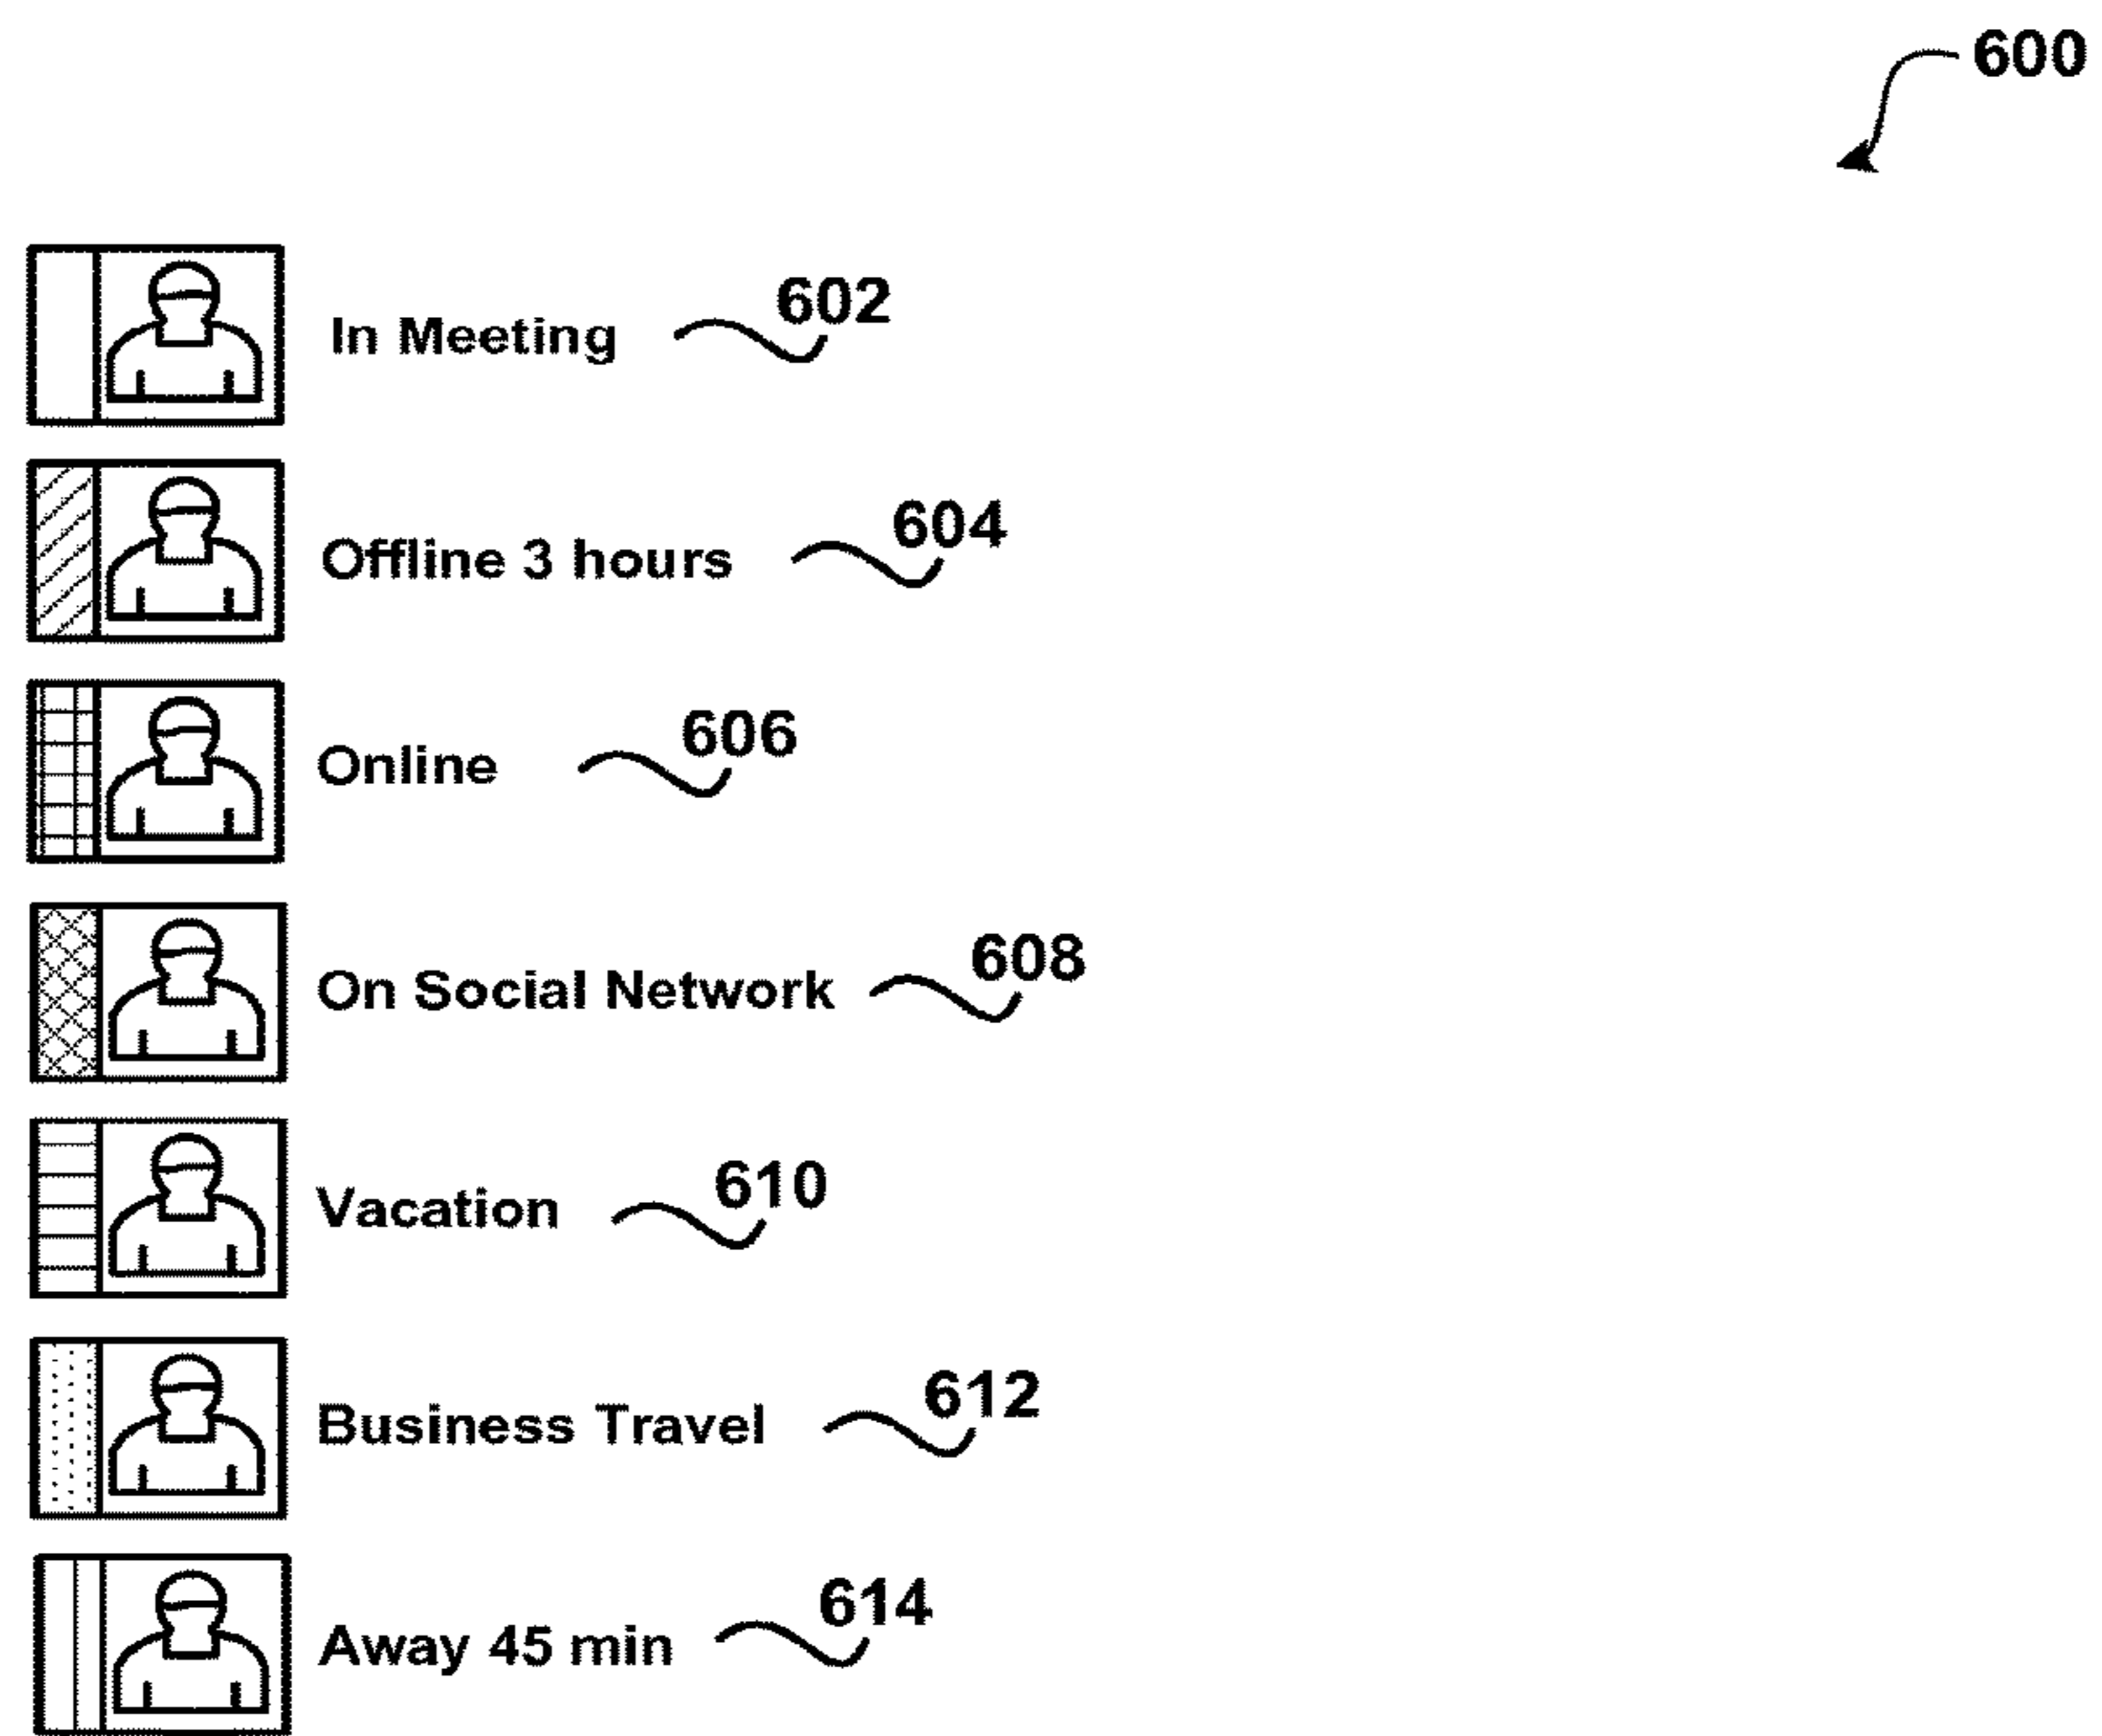 600
In Meeting 602
Offline 3 hours 604
Online 606
On Social Network 608
Vacation 610
Business Travel 612
Away 45 min 614